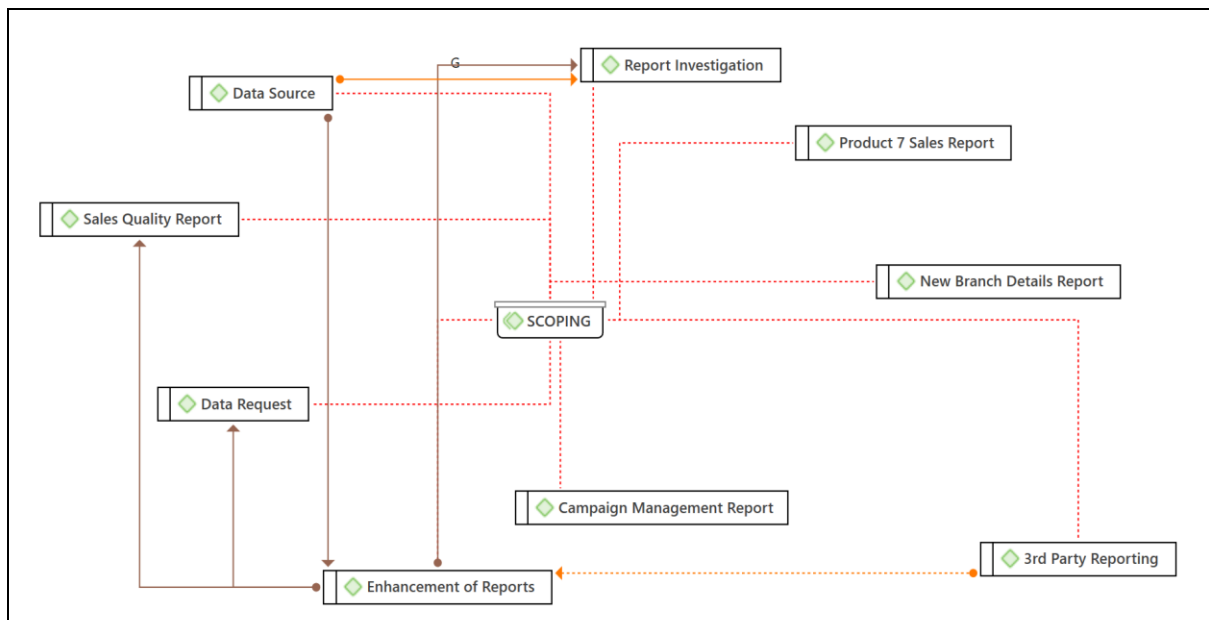 G
Report Investigation
Data Source
Product 7 Sales Report
Sales Quality Report
New Branch Details Report
SCOPING
Data Request
Campaign Management Report
3rd Party Reporting
Enhancement of Reports